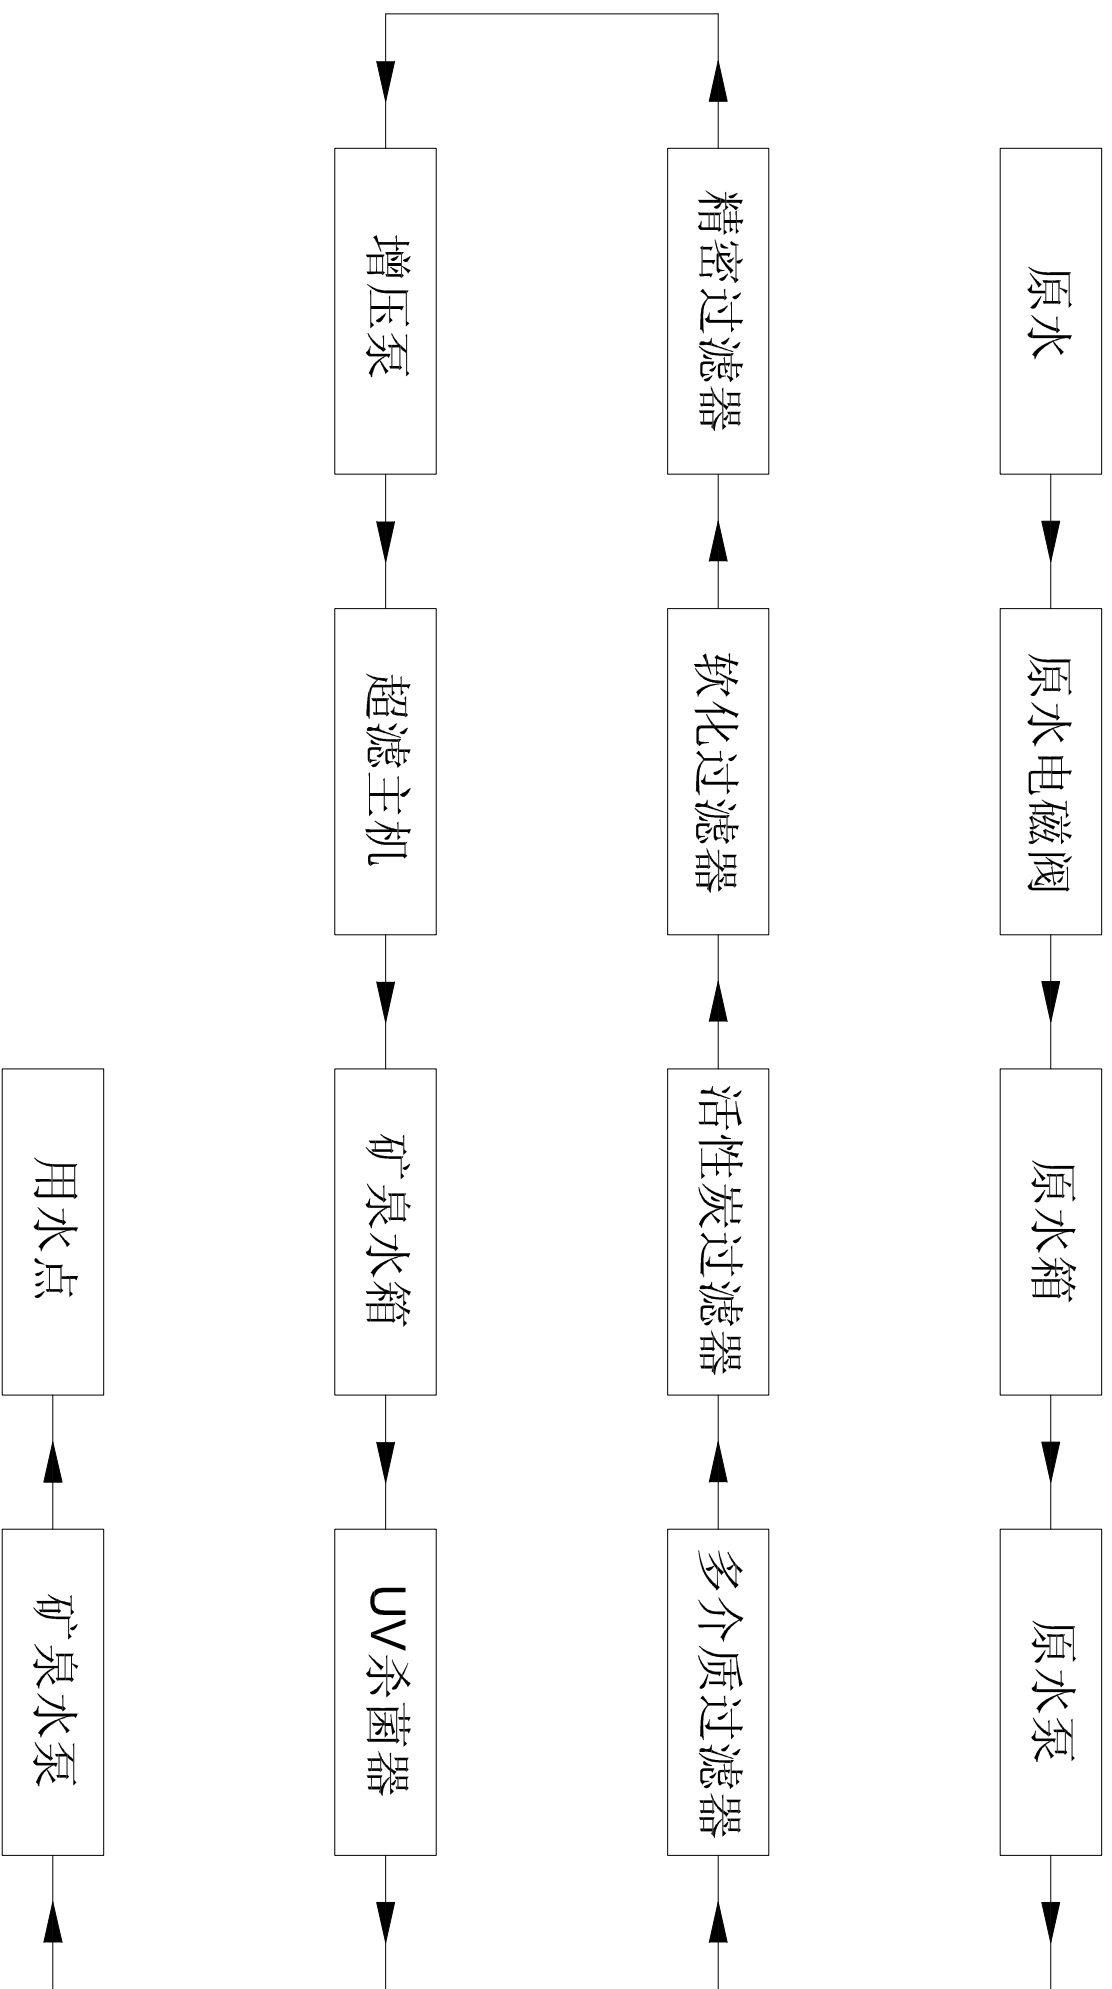 原水
原水电磁阀
原水箱
原水泵
多介质过滤器
活性炭过滤器
软化过滤器
精密过滤器
增压泵
超滤主机
矿泉水箱
UV杀菌器
矿泉水泵
用水点